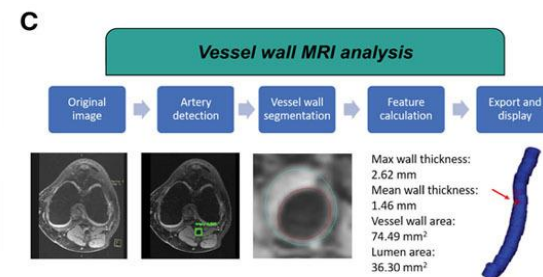 C
Vessel wall MRI analysis
Original
image
Artery
detection
Vessel wall
segmentation
Feature
calculation
Export and
display
Max wall thickness:
2.62 mm
Mean wall thickness:
1.46 mm
Vessel wall area:
74.49 mm²
Lumen area:
36.30 mm²